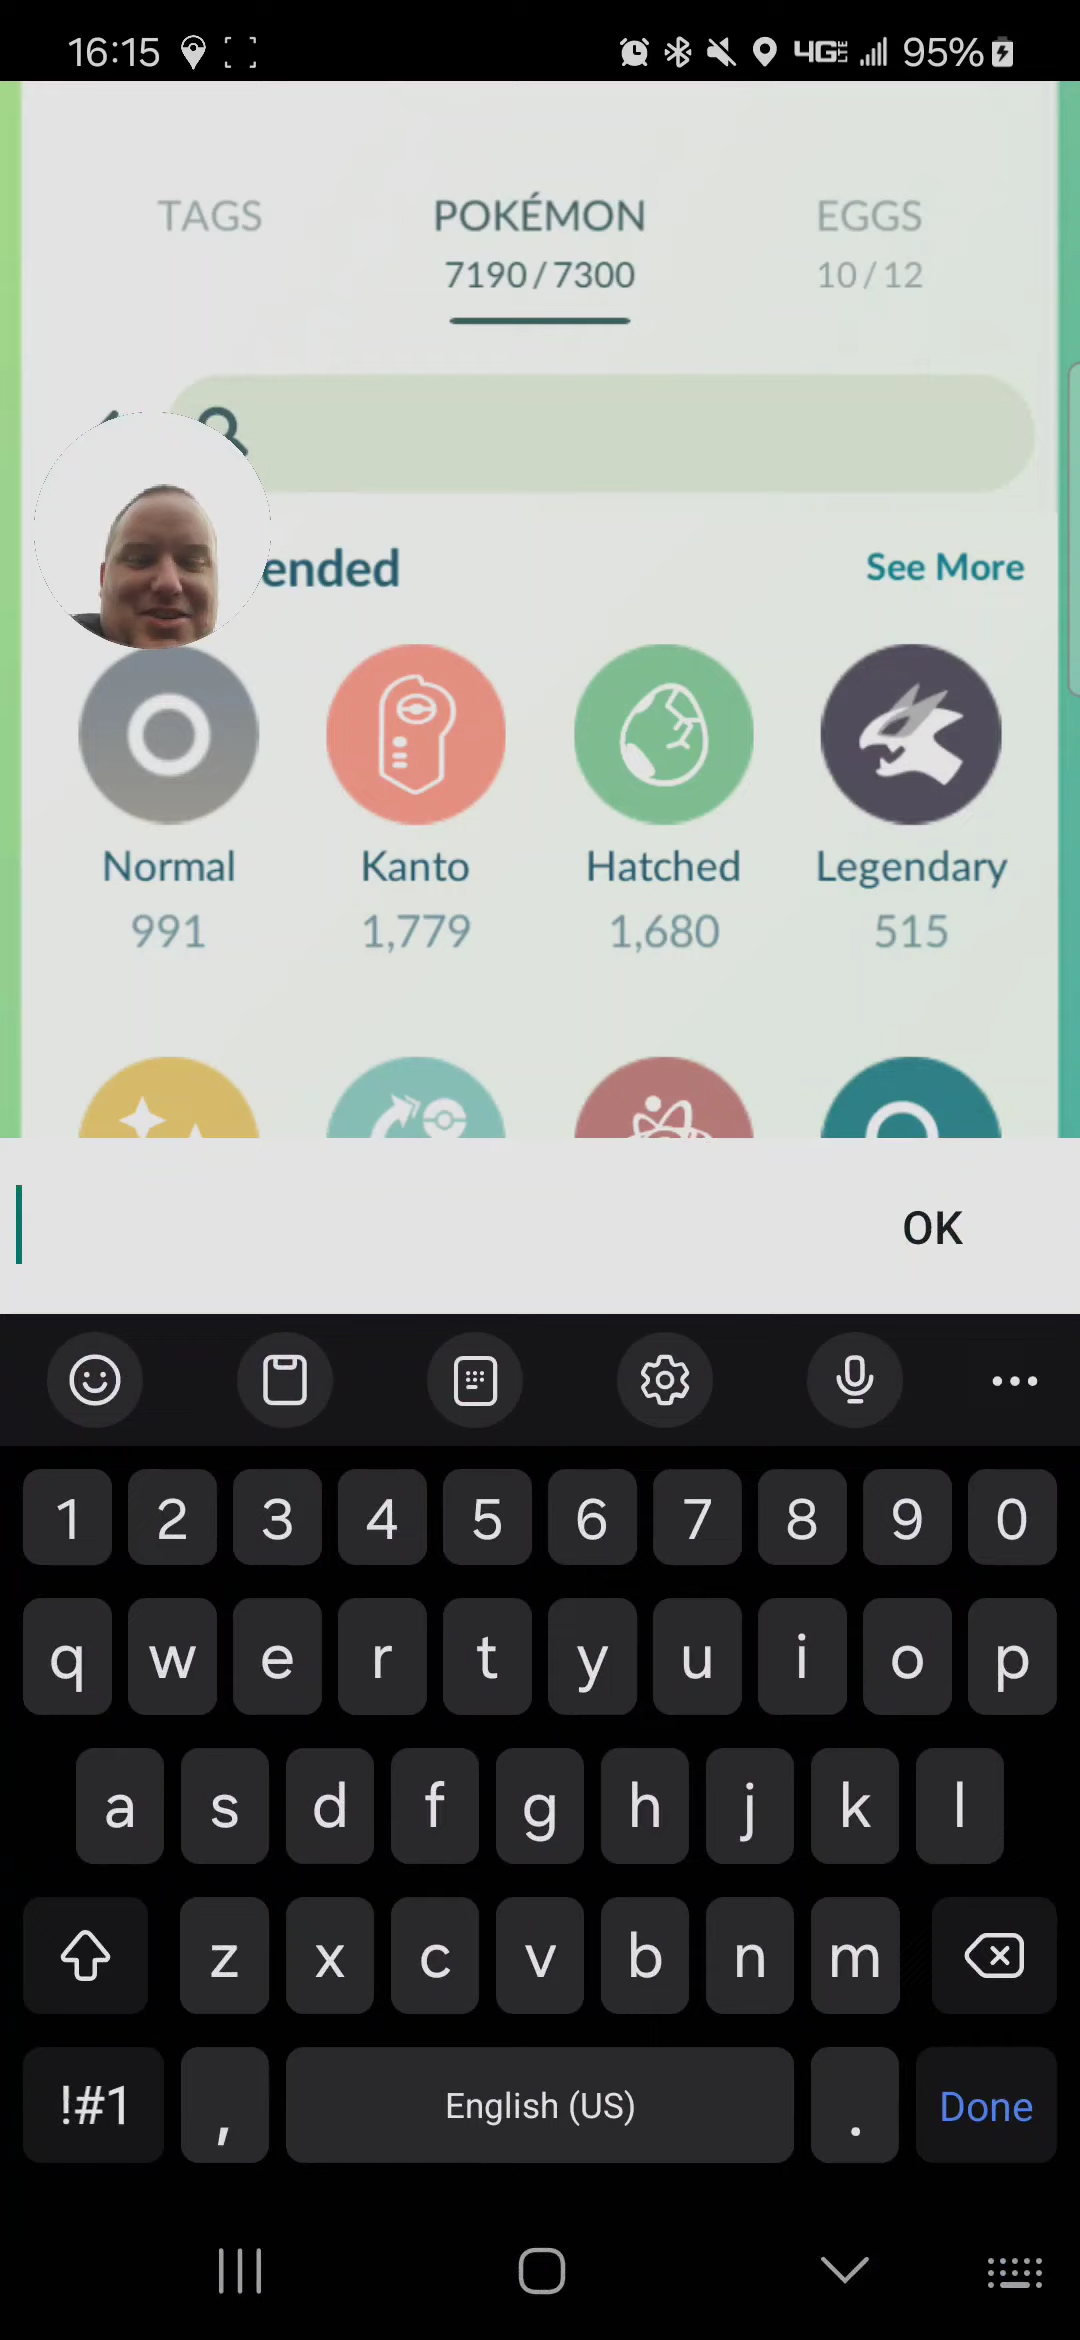 16:15 4G LTE 95%
TAGS POKÉMON EGGS
7190/7300 10/12
ended See More
Normal Kanto Hatched Legendary
991 1,779 1,680 515
OK
1 2 3 4 5 6 7 8 9 0
q w e r t y u i o p
a s d f g h j k l
z x c v b n m
!#1 , English (US) . Done